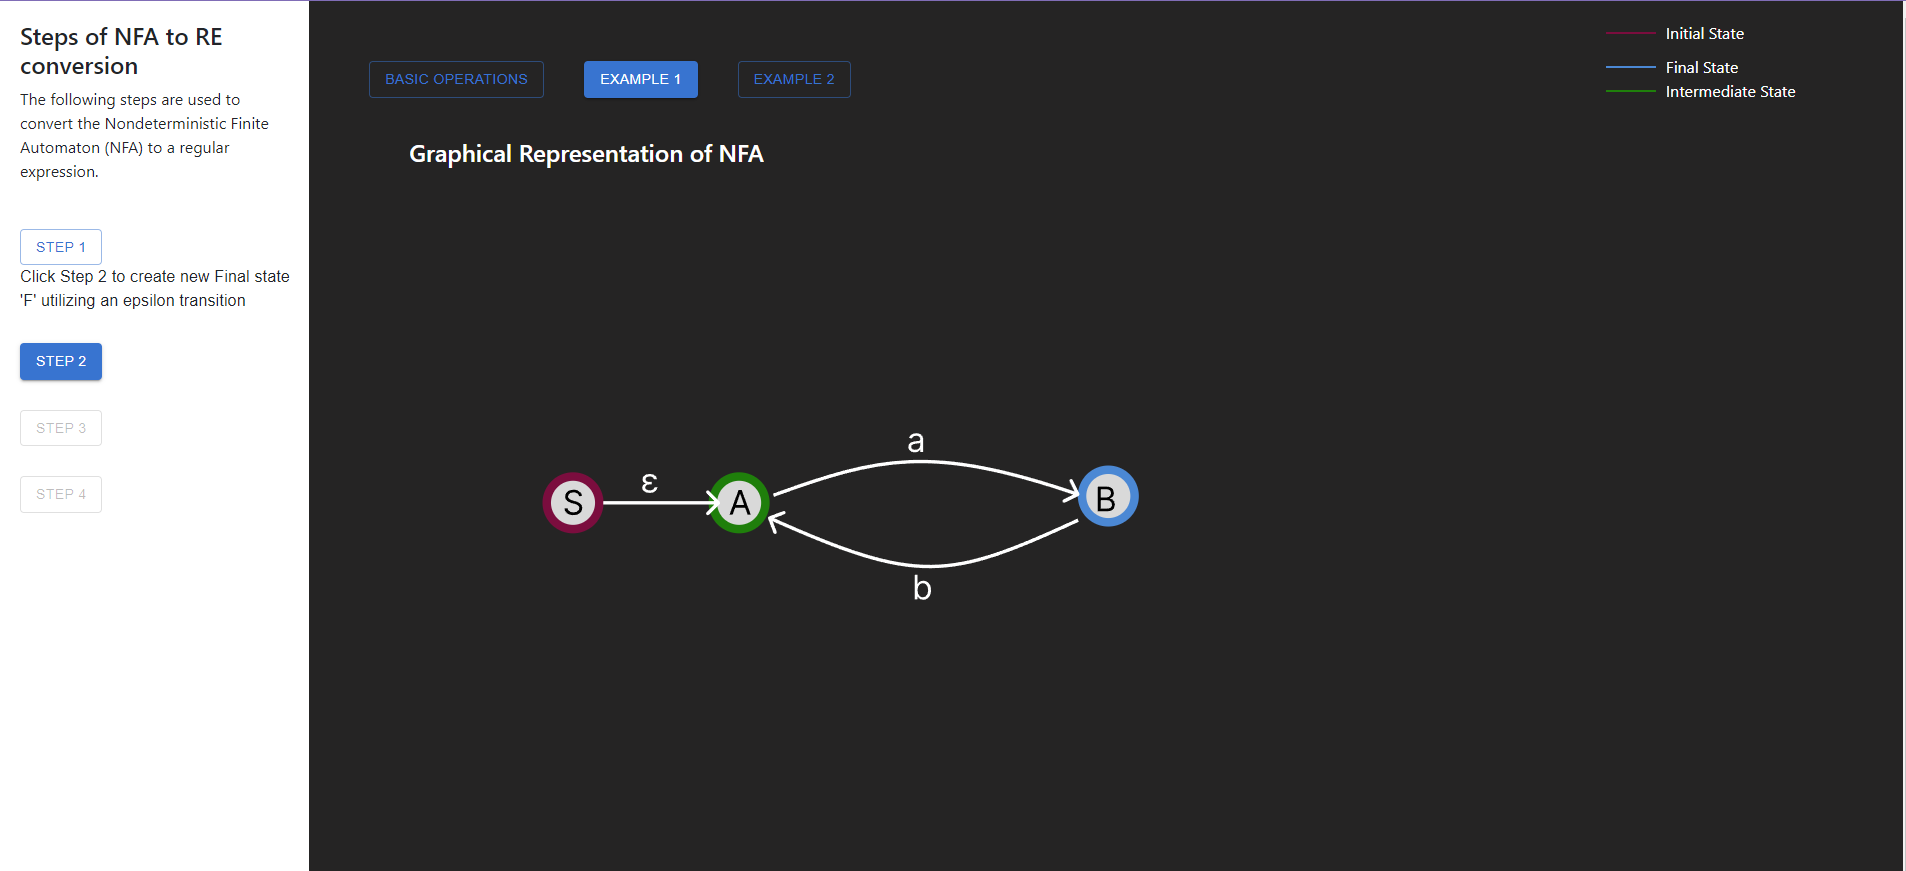 Steps of NFA to RE
conversion
The following steps are used to
convert the Nondeterministic Finite
Automaton (NFA) to a regular
expression.
STEP 1
Click Step 2 to create new Final state
'F' utilizing an epsilon transition
STEP 2
STEP 3
STEP 4
BASIC OPERATIONS
EXAMPLE 1
EXAMPLE 2
Initial State
Final State
Intermediate State
Graphical Representation of NFA
a
ε
S
A
B
b